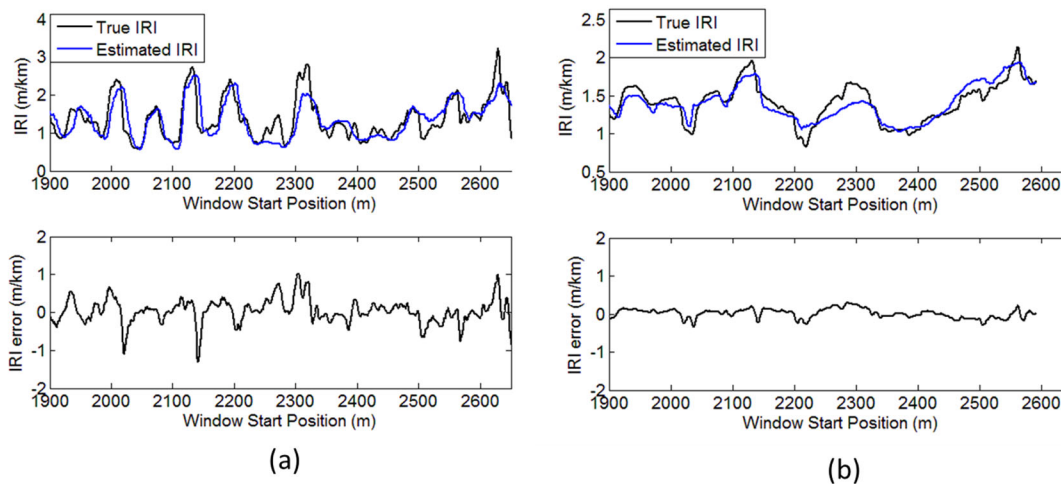 4
3
2
1
0
IRI (m/km)
True IRI
Estimated IRI
1900 2000 2100 2200 2300 2400 2500 2600
Window Start Position (m)
2
1
0
-1
-2
IRI error (m/km)
1900 2000 2100 2200 2300 2400 2500 2600
Window Start Position (m)
(a)
2.5
2
1.5
1
0.5
IRI (m/km)
True IRI
Estimated IRI
1900 2000 2100 2200 2300 2400 2500 2600
Window Start Position (m)
2
1
0
-1
-2
IRI error (m/km)
1900 2000 2100 2200 2300 2400 2500 2600
Window Start Position (m)
(b)